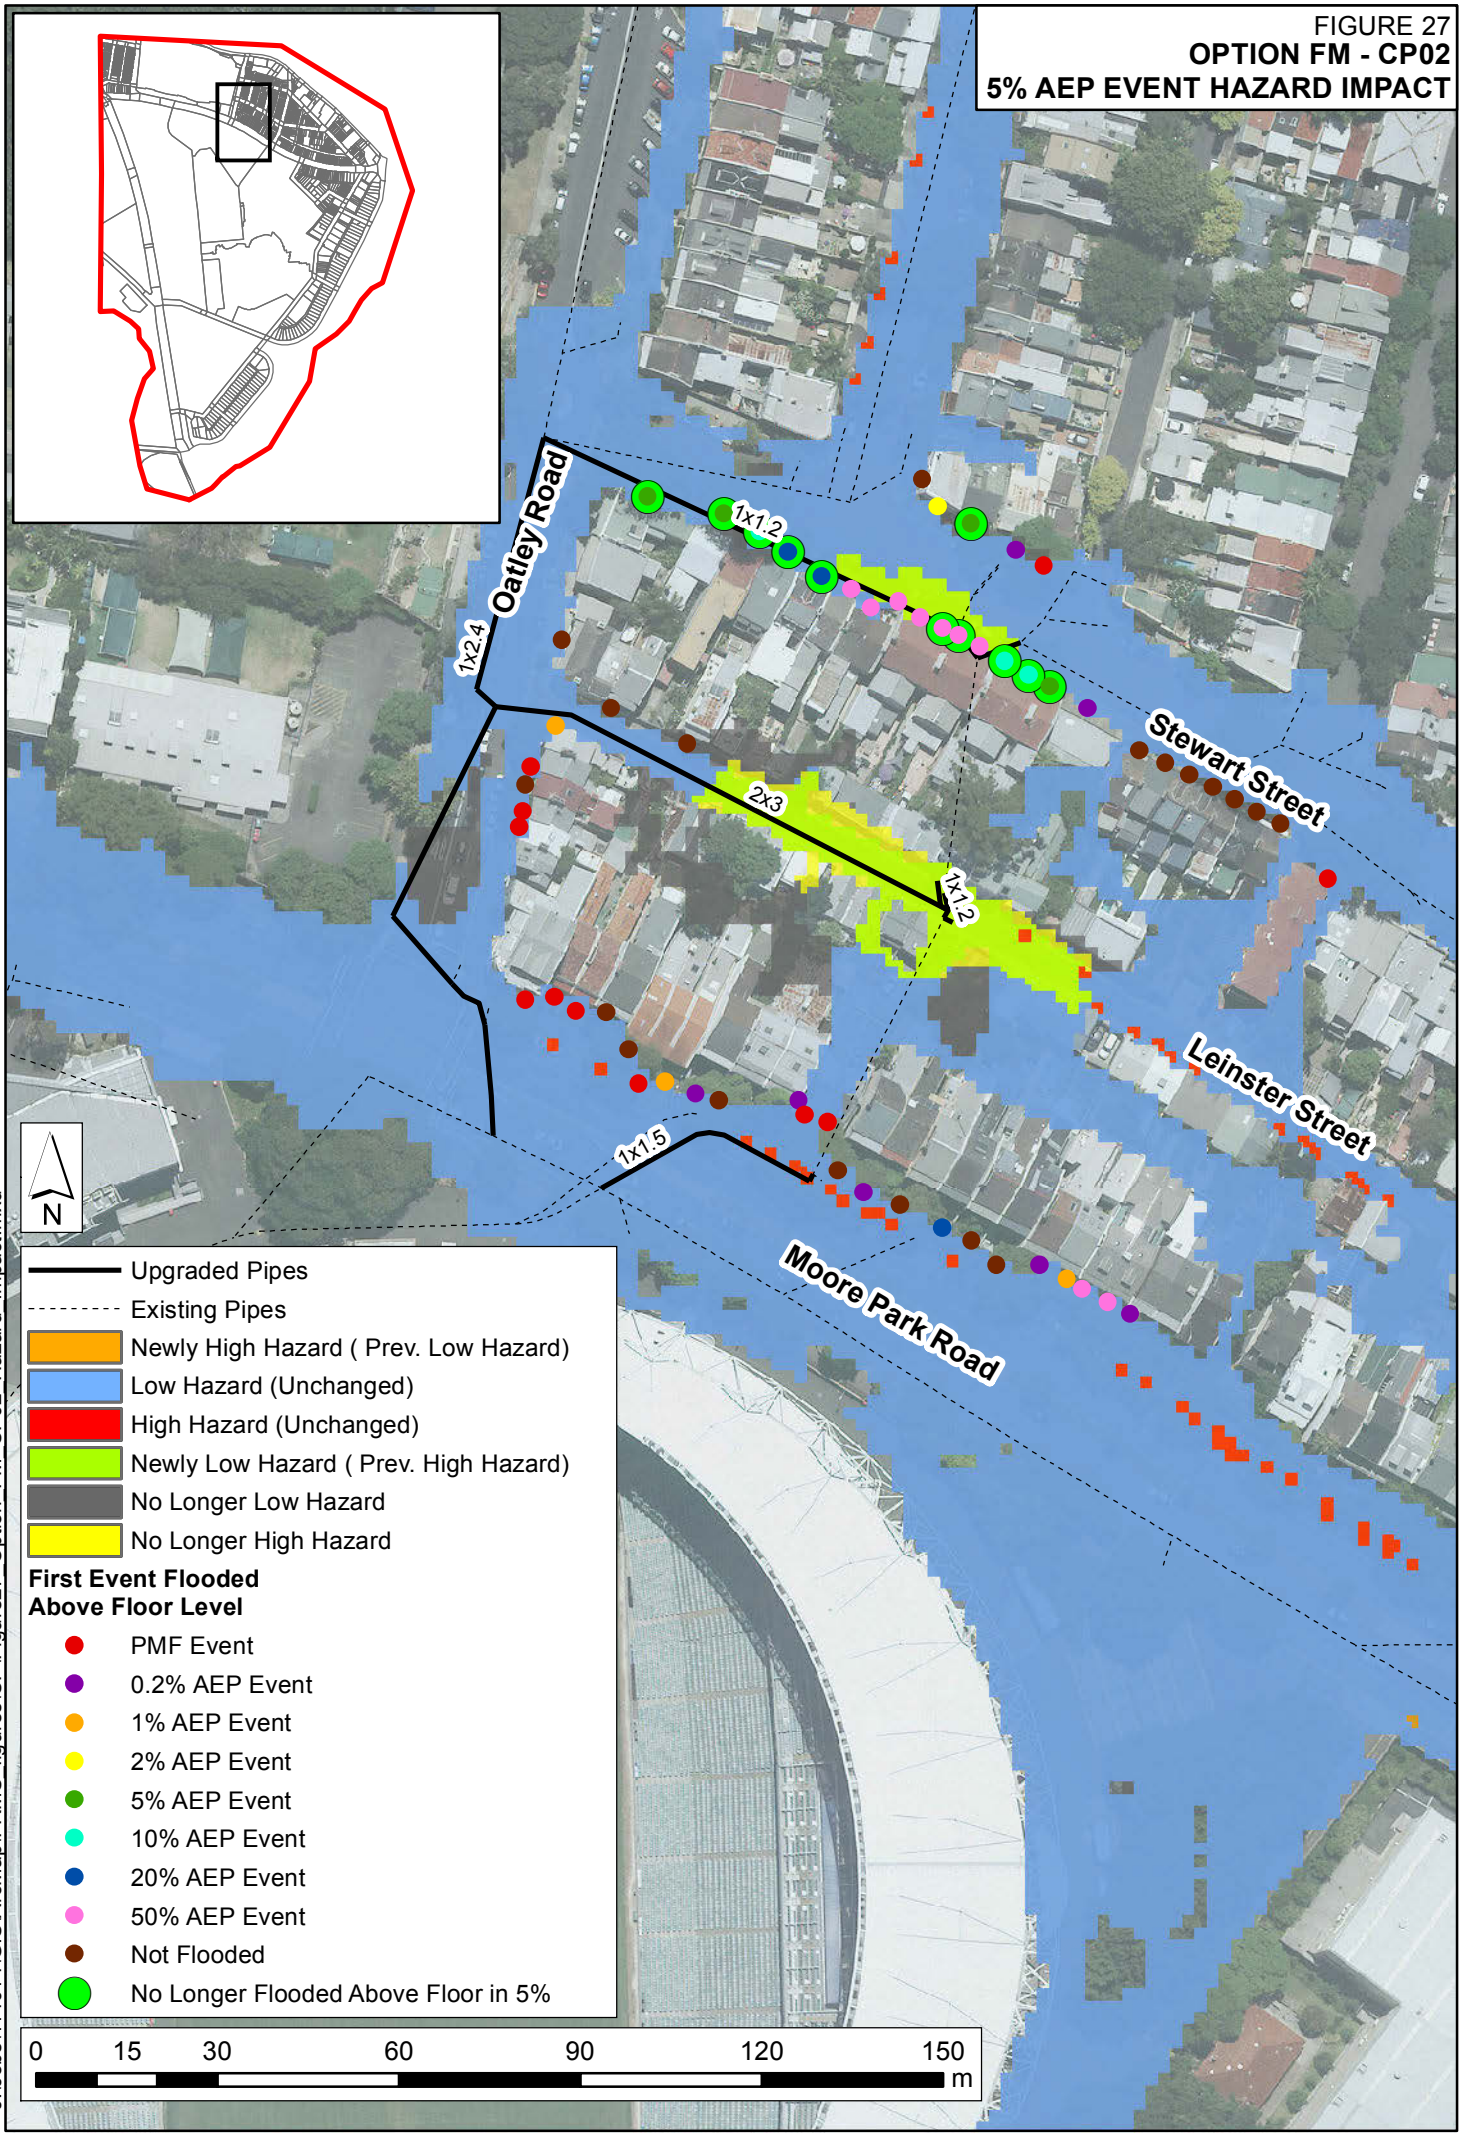 FIGURE 27
OPTION FM - CP02
5% AEP EVENT HAZARD IMPACT
Oatley Road
1x1.2
1x2.4
Stewart Street
2x3
1x1.2
Leinster Street
1x1.5
Moore Park Road
N
Upgraded Pipes
Existing Pipes
Newly High Hazard ( Prev. Low Hazard)
Low Hazard (Unchanged)
High Hazard (Unchanged)
Newly Low Hazard ( Prev. High Hazard)
No Longer Low Hazard
No Longer High Hazard
First Event Flooded
Above Floor Level
PMF Event
0.2% AEP Event
1% AEP Event
2% AEP Event
5% AEP Event
10% AEP Event
20% AEP Event
50% AEP Event
Not Flooded
No Longer Flooded Above Floor in 5%
0 15 30 60 90 120 150
m